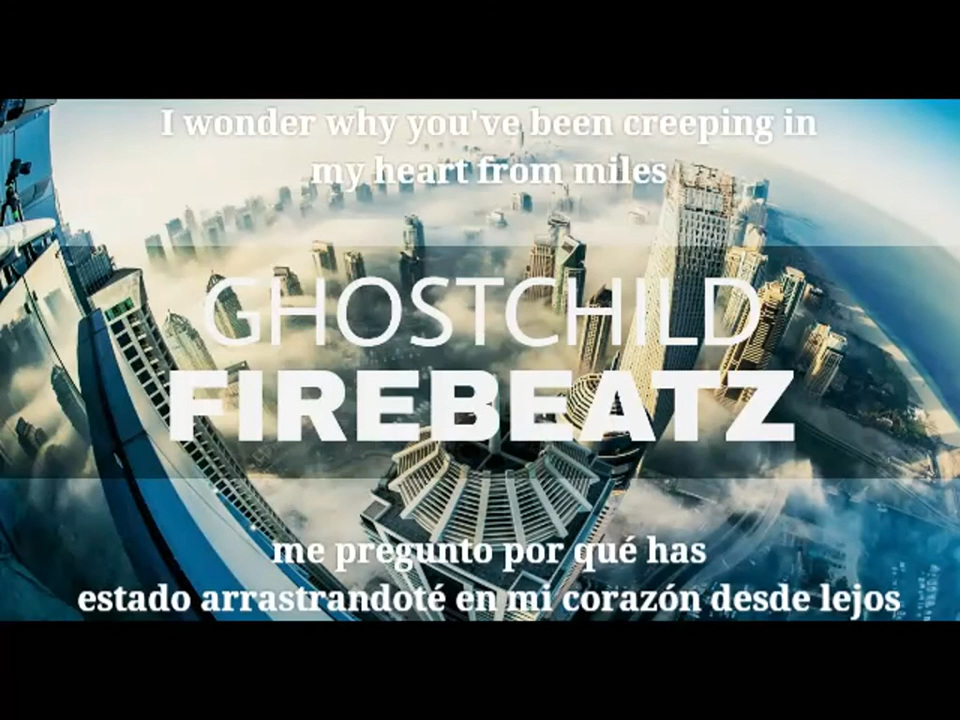 I wonder why you've been creeping in
my heart from miles
GHOSTCHILD
FIREBEATZ
me pregunto por qué has
estado arrastrandoté en mi corazón desde lejos